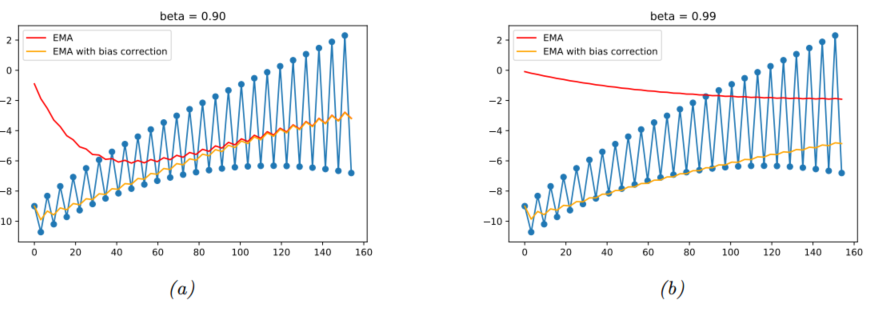 beta = 0.90
EMA
EMA with bias correction
2
0
−2
−4
−6
−8
10
0 20 40 60 80 100 120 140 160
(a)
beta = 0.99
EMA
EMA with bias correction
2
0
−2
−4
−6
−8
−10
0 20 40 60 80 100 120 140 160
(b)